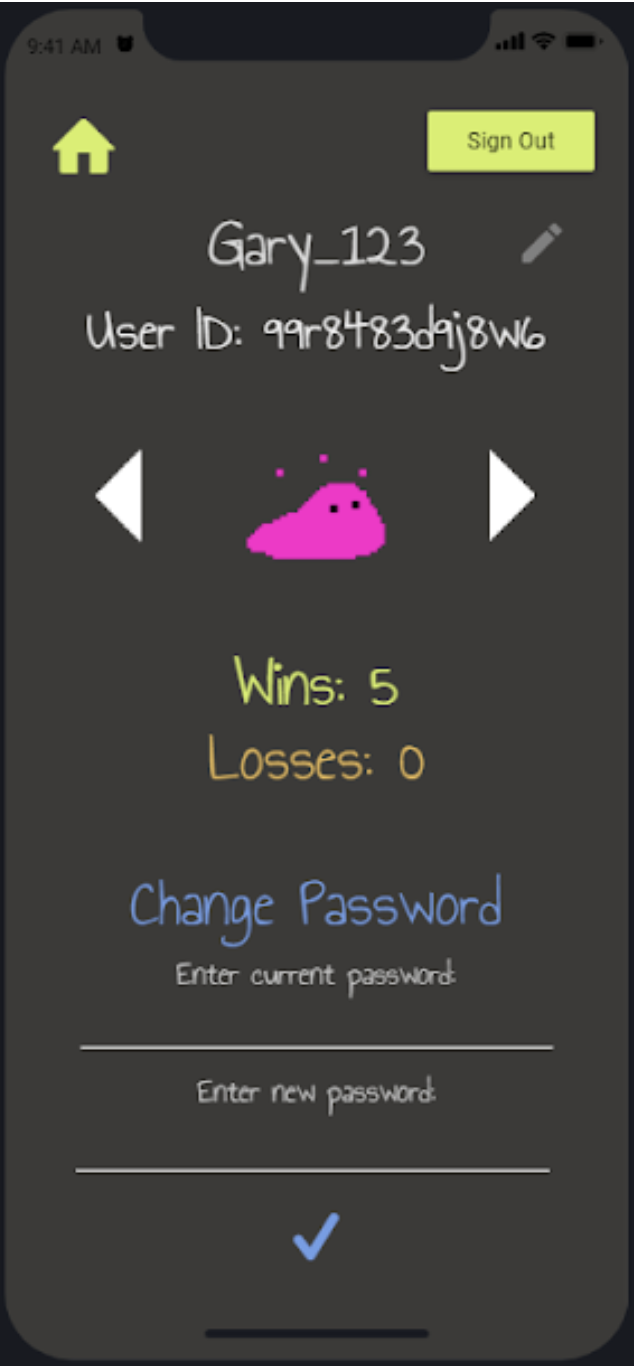 9:41 AM
Sign Out
Gary_123
User ID: 99r8483d9j8w6
Wins: 5
Losses: 0
Change Password
Enter current password:
Enter new password: